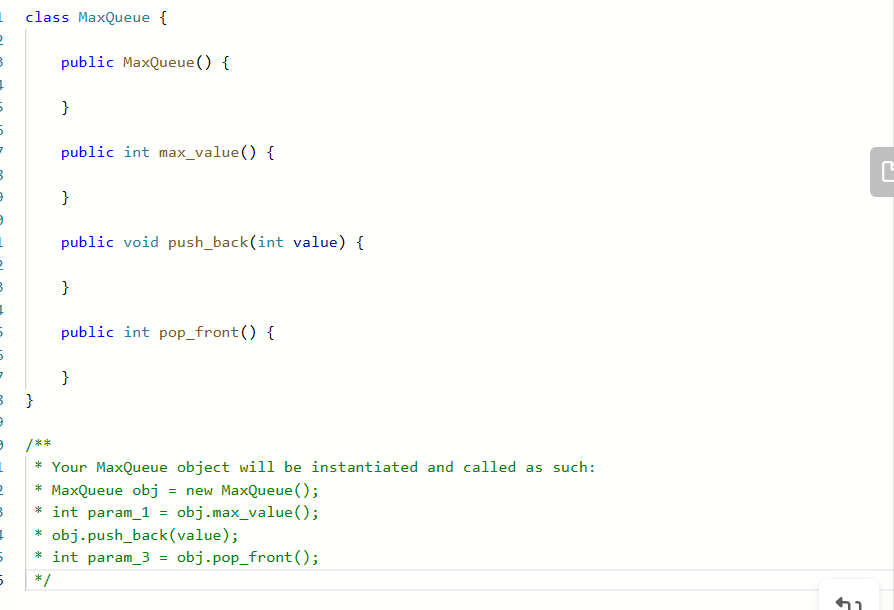 class MaxQueue {
public MaxQueue() {
}
public int max_value() {
}
public void push_back(int value) {
}
public int pop_front() {
}
}
/**
* Your MaxQueue object will be instantiated and called as such:
* MaxQueue obj = new MaxQueue();
* int param_1 = obj.max_value();
* obj.push_back(value);
* int param_3 = obj.pop_front();
*/